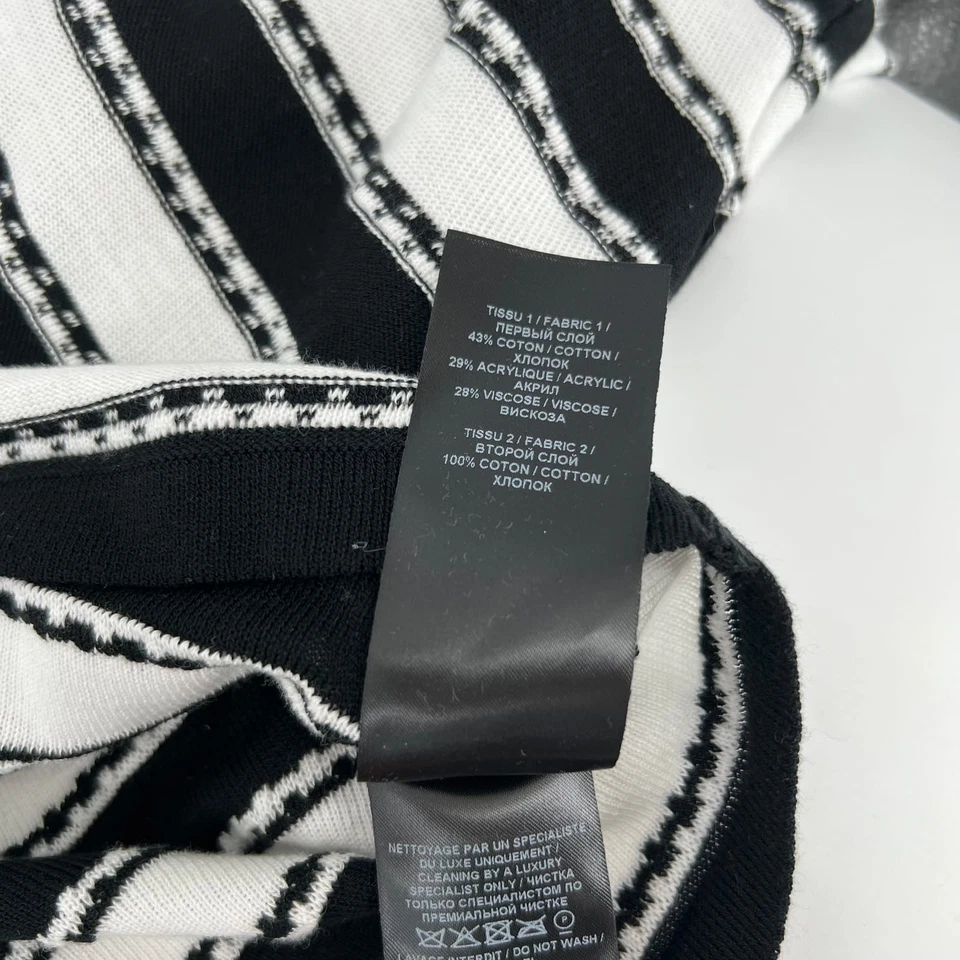 TISSU 1 / FABRIC 1 /
ПЕРВЫЙ СЛОЙ
43% COTON / COTTON /
ХЛОПОК
29% ACRYLIQUE / ACRYLIC /
АКРИЛ
28% VISCOSE / VISCOSE /
ВИСКОЗА
TISSU 2 / FABRIC 2 /
ВТОРОЙ СЛОЙ
100% COTON / COTTON /
ХЛОПОК
NETTOYAGE PAR UN SPECIALISTE
DU LUXE UNIQUEMENT /
CLEANING BY A LUXURY
SPECIALIST ONLY / ЧИСТКА
ТОЛЬКО СПЕЦИАЛИСТОМ ПО
ПРЕМИАЛЬНОЙ ЧИСТКЕ
P
LAVAGE INTERDIT / DO NOT WASH /